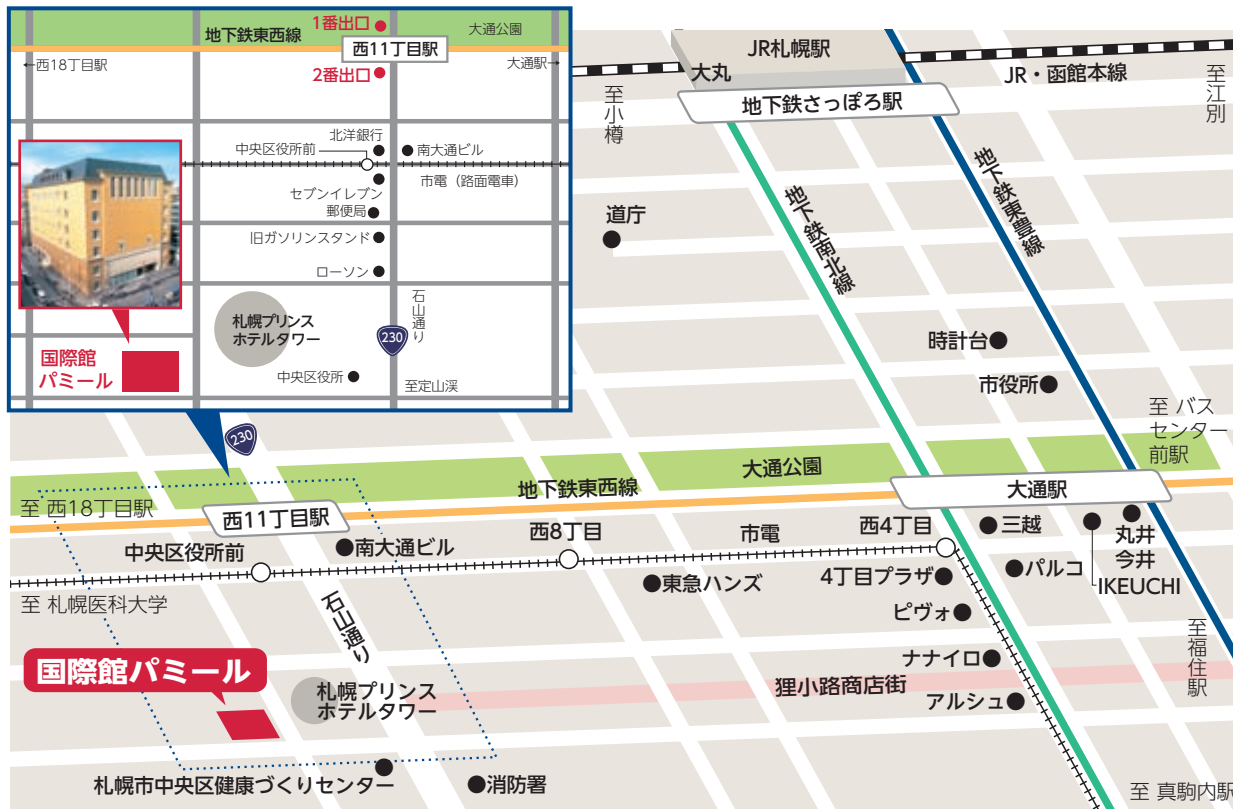 1番出口
地下鉄東西線
大通公園
西11丁目駅
←西18丁目駅
大通駅→
2番出口
北洋銀行
中央区役所前
南大通ビル
市電（路面電車）
セブンイレブン
郵便局
旧ガソリンスタンド
ローソン
石山通り
札幌プリンス
ホテルタワー
230
国際館
パミール
中央区役所
至定山渓
JR札幌駅
大丸
JR・函館本線
至小樽
至江別
地下鉄さっぽろ駅
地下鉄南北線
地下鉄東豊線
道庁
時計台
市役所
至 バス
センター
前駅
230
大通公園
地下鉄東西線
大通駅
至 西18丁目駅
西11丁目駅
中央区役所前
南大通ビル
西8丁目
市電
西4丁目
三越
丸井
今井
IKEUCHI
パルコ
東急ハンズ
4丁目プラザ
至 札幌医科大学
石山通り
ピヴォ
至福住駅
国際館パミール
ナナイロ
札幌プリンス
ホテルタワー
狸小路商店街
アルシュ
札幌市中央区健康づくりセンター
消防署
至 真駒内駅